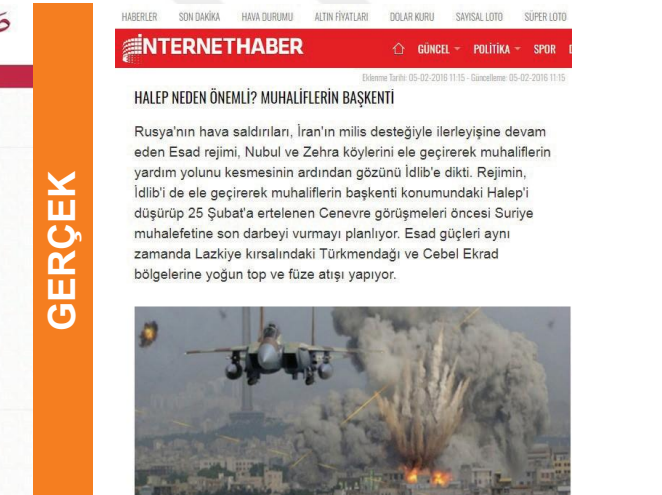 HABERLER SON DAKİKA HAVA DURUMU ALTIN FİYATLARI DOLAR KURU SAYISAL LOTO SÜPER LOTO
İNTERNETHABER GÜNCEL POLİTİKA SPOR
Eklenme Tarihi: 05-02-2016 11:15 - Güncelleme: 05-02-2016 11:15
HALEP NEDEN ÖNEMLİ? MUHALİFLERİN BAŞKENTİ
Rusya'nın hava saldırıları, İran'ın milis desteğiyle ilerleyişine devam
eden Esad rejimi, Nubul ve Zehra köylerini ele geçirerek muhaliflerin
yardım yolunu kesmesinin ardından gözünü İdlib'e dikti. Rejimin,
İdlib'i de ele geçirerek muhaliflerin başkenti konumundaki Halep'i
düşürüp 25 Şubat'a ertelenen Cenevre görüşmeleri öncesi Suriye
muhalefetine son darbeyi vurmayı planlıyor. Esad güçleri aynı
zamanda Lazkiye kırsalındaki Türkmendağı ve Cebel Ekrad
bölgelerine yoğun top ve füze atışı yapıyor.
GERÇEK